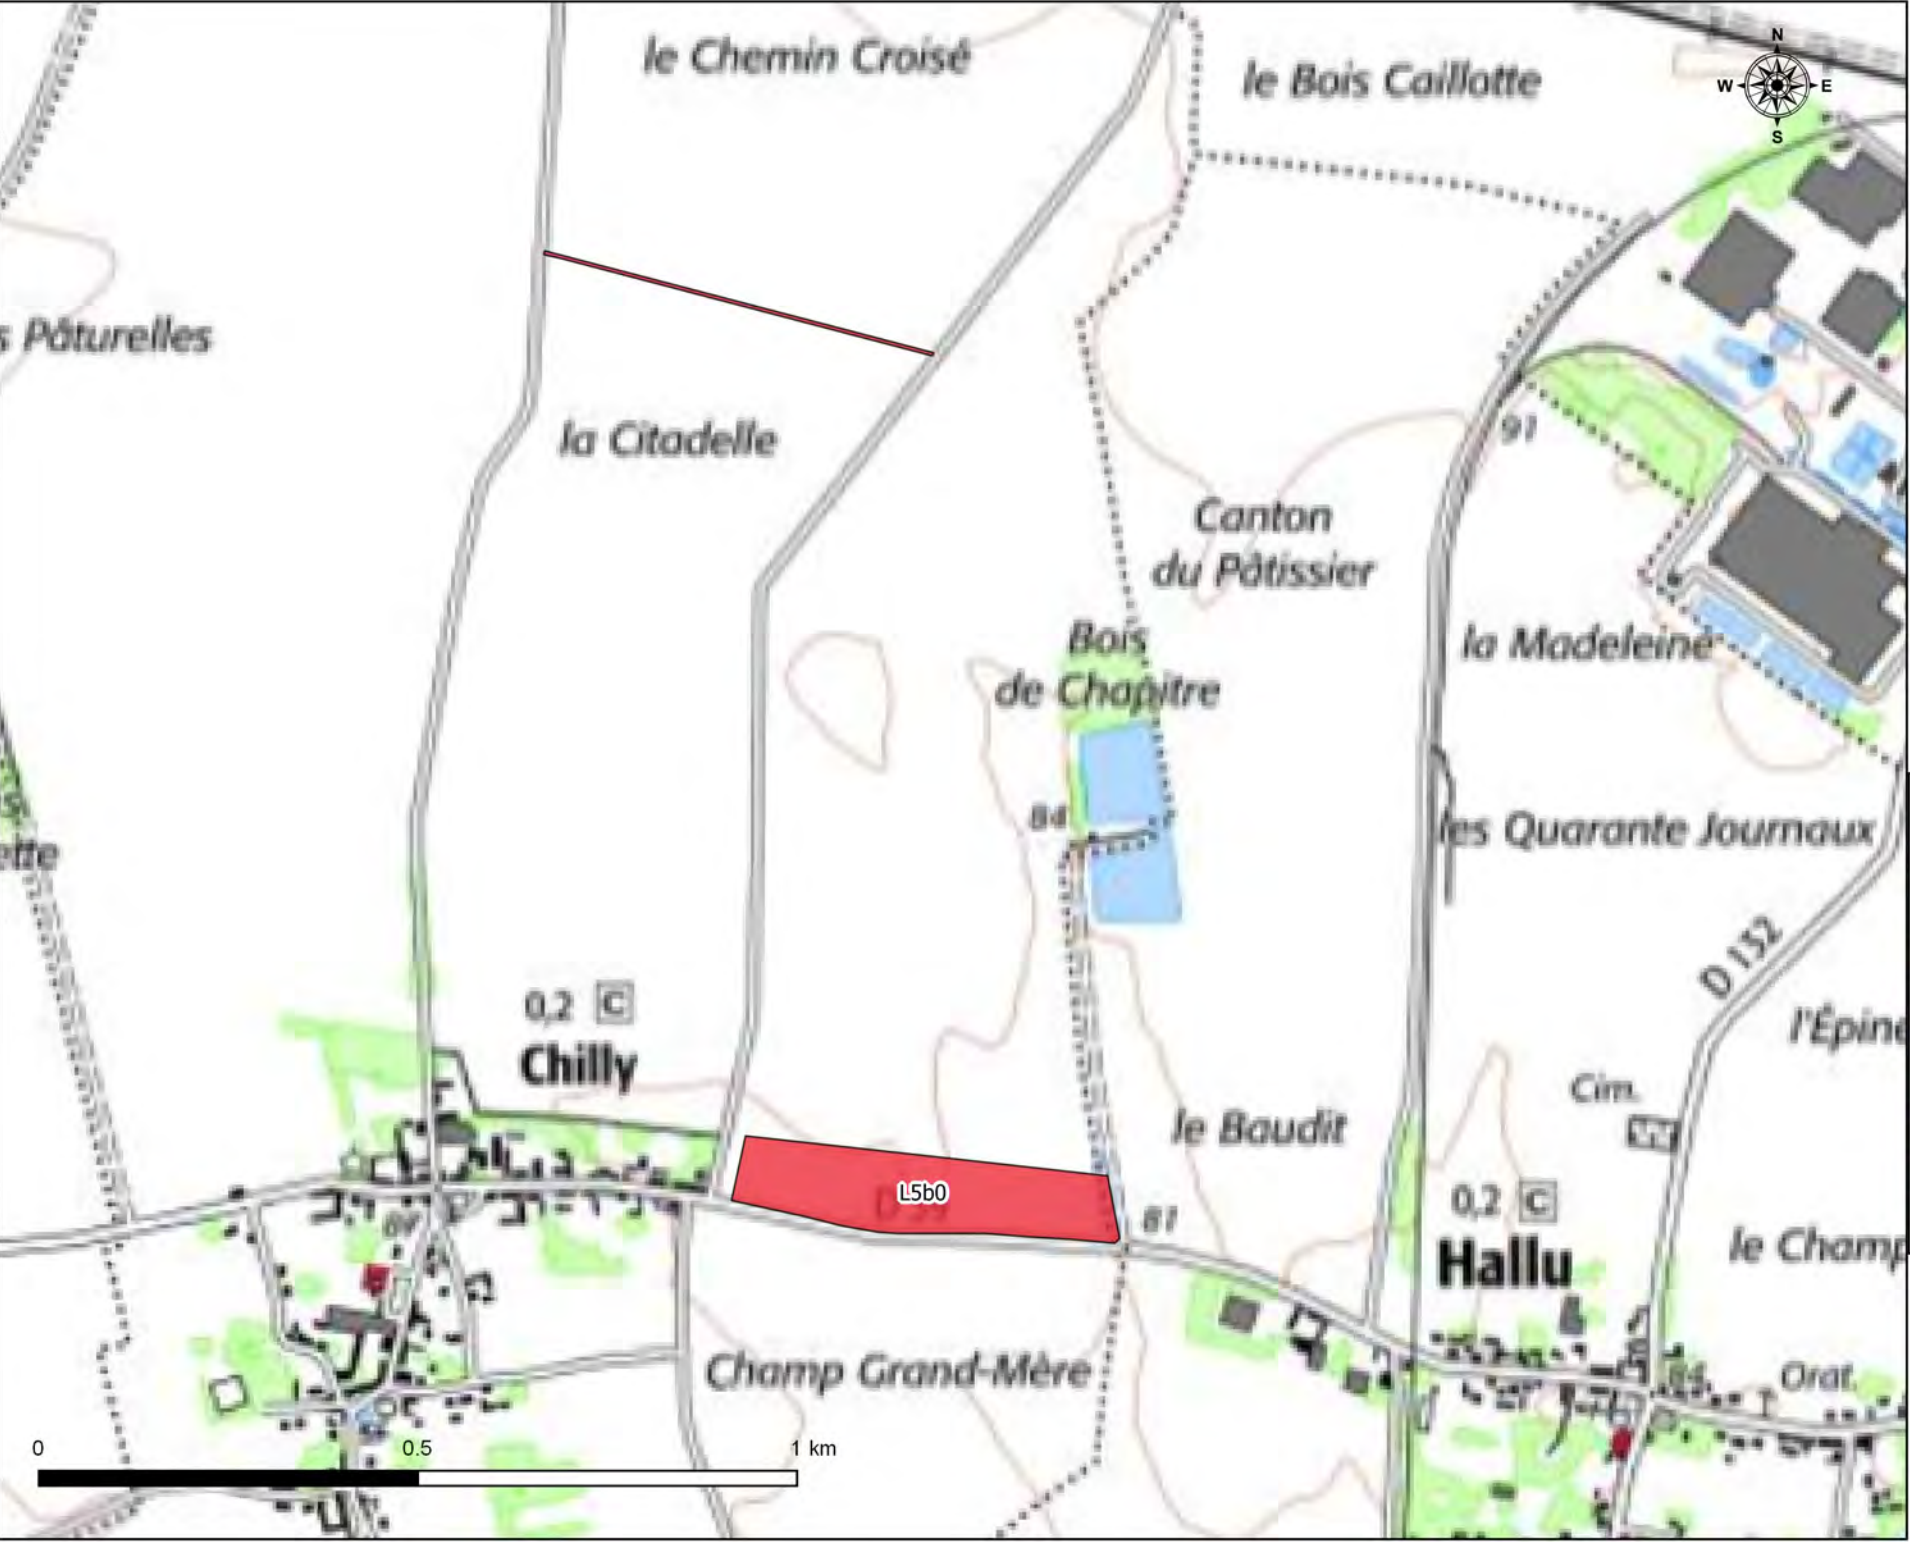 le Chemin Croisé
le Bois Caillotte
N
W E
S
s Pâturelles
la Citadelle
91
Canton
du Pâtissier
Bois
de Chapitre
la Madeleine
84
les Quarante Journaux
ette
D 132
0,2 C
Chilly
l'Épine
Cim.
le Baudit
L5b0
81
0,2 C
Hallu
le Champ
Champ Grand-Mère
84
Orat.
0 0.5 1 km